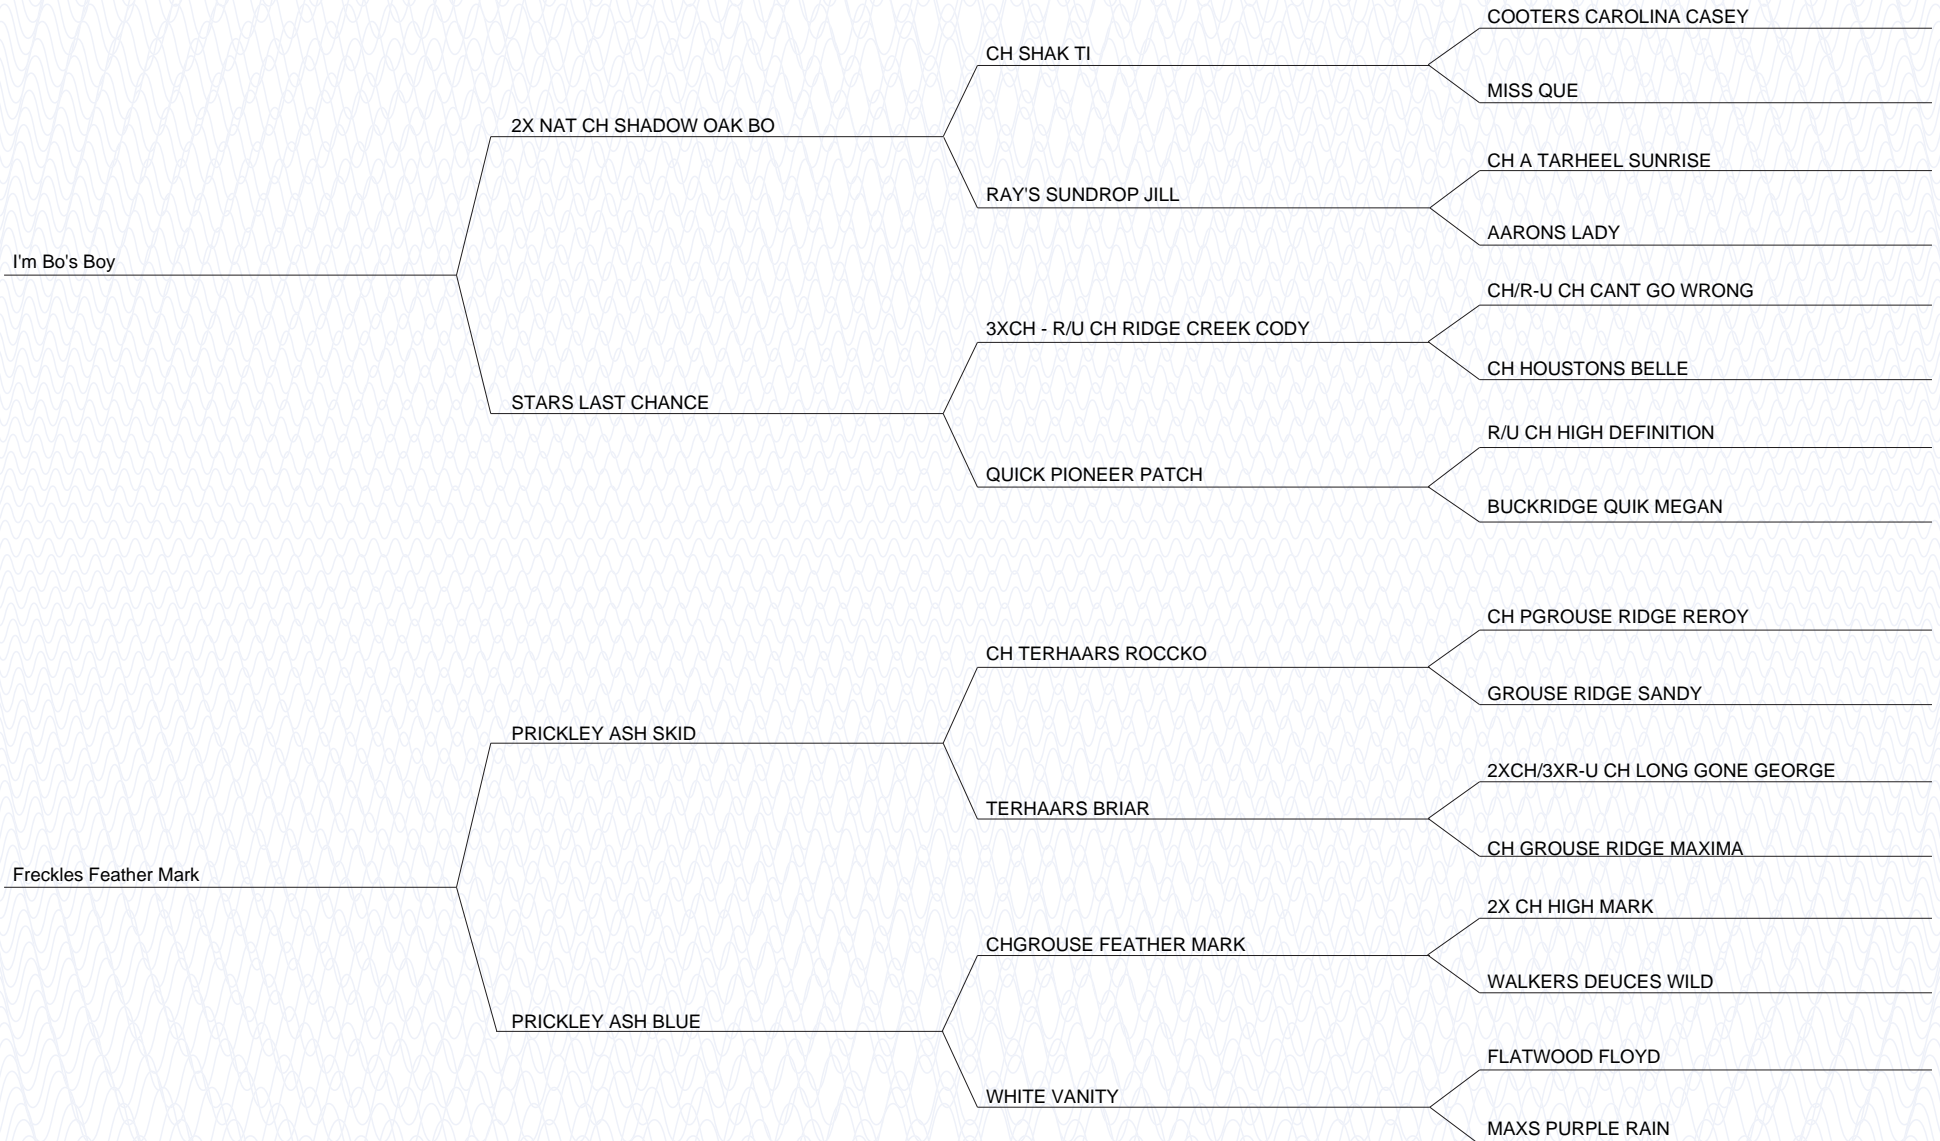 COOTERS CAROLINA CASEY
CH SHAK TI
MISS QUE
2X NAT CH SHADOW OAK BO
CH A TARHEEL SUNRISE
RAY'S SUNDROP JILL
AARONS LADY
I'm Bo's Boy
CH/R-U CH CANT GO WRONG
3XCH - R/U CH RIDGE CREEK CODY
CH HOUSTONS BELLE
STARS LAST CHANCE
R/U CH HIGH DEFINITION
QUICK PIONEER PATCH
BUCKRIDGE QUIK MEGAN
CH PGROUSE RIDGE REROY
CH TERHAARS ROCCKO
GROUSE RIDGE SANDY
PRICKLEY ASH SKID
2XCH/3XR-U CH LONG GONE GEORGE
TERHAARS BRIAR
CH GROUSE RIDGE MAXIMA
Freckles Feather Mark
2X CH HIGH MARK
CHGROUSE FEATHER MARK
WALKERS DEUCES WILD
PRICKLEY ASH BLUE
FLATWOOD FLOYD
WHITE VANITY
MAXS PURPLE RAIN